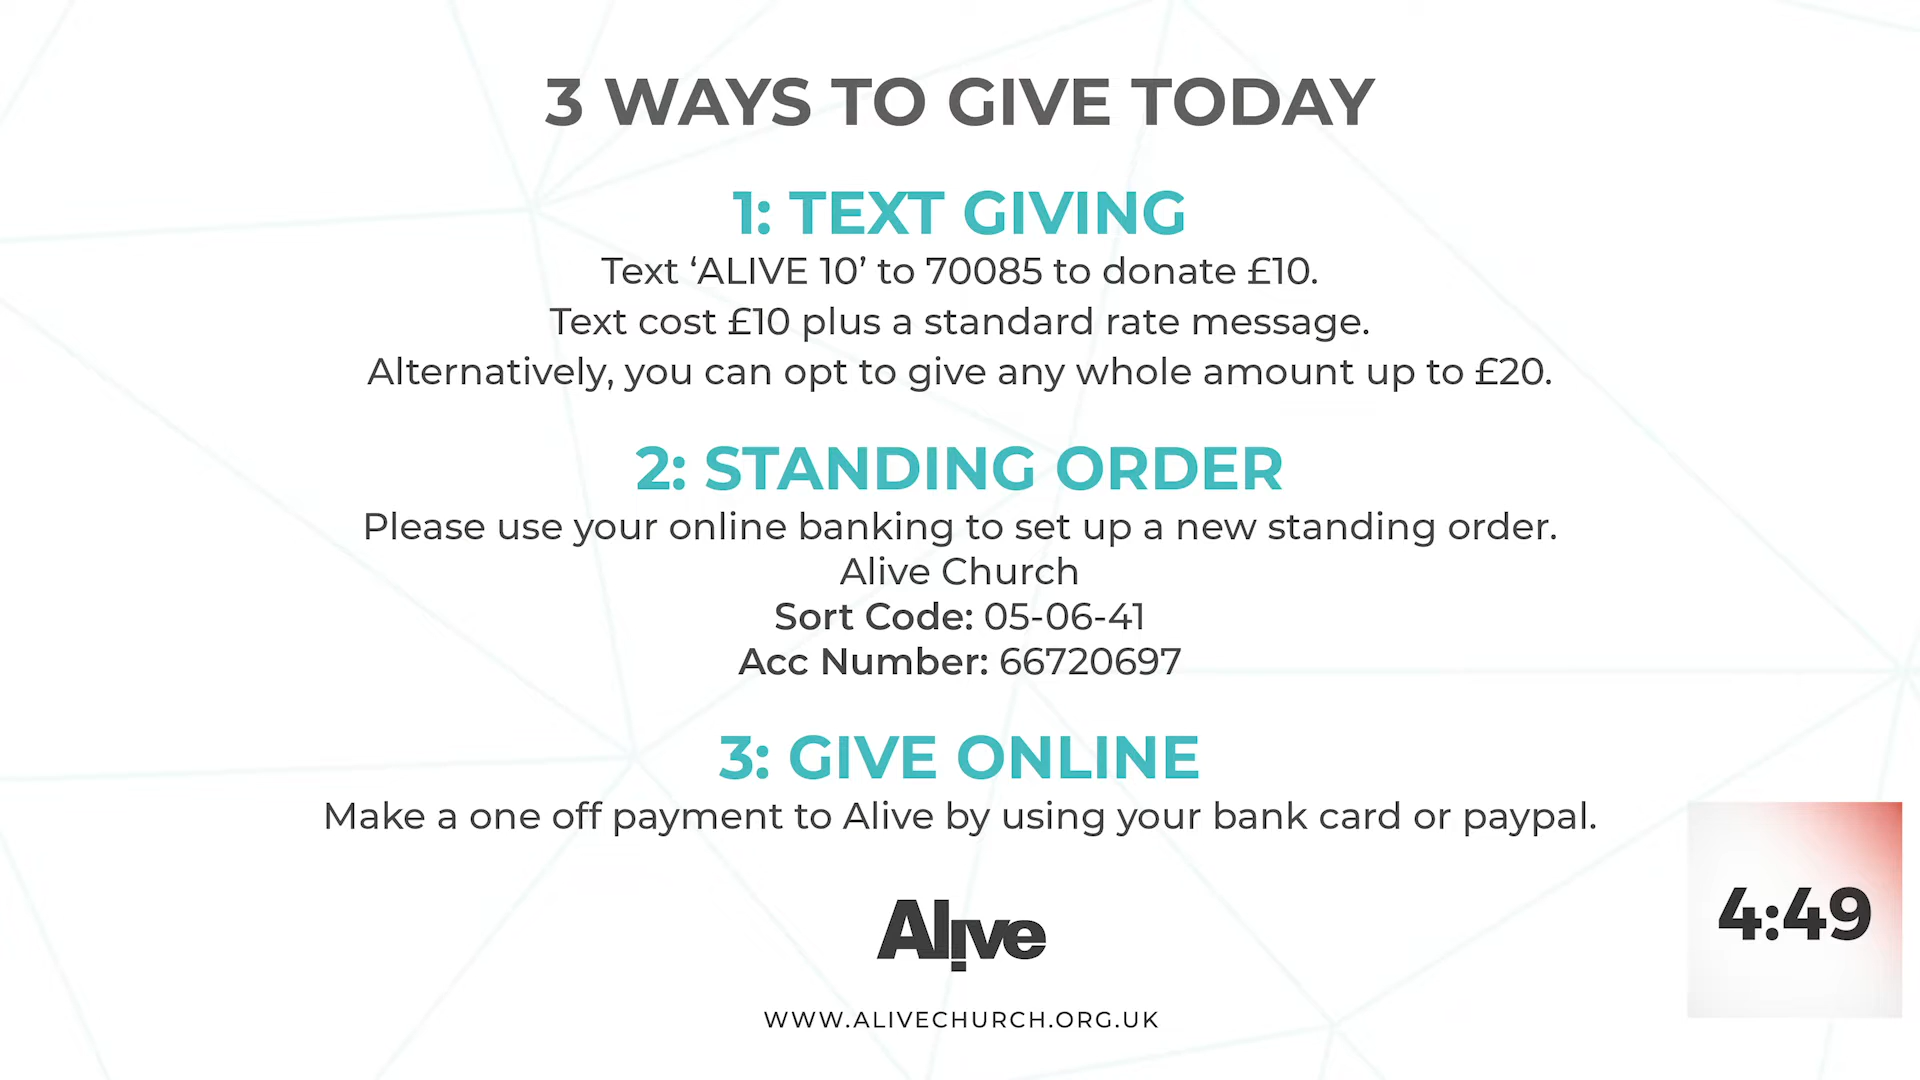 3 WAYS TO GIVE TODAY
1: TEXT GIVING
Text ‘ALIVE 10’ to 70085 to donate £10.
Text cost £10 plus a standard rate message.
Alternatively, you can opt to give any whole amount up to £20.
2: STANDING ORDER
Please use your online banking to set up a new standing order.
Alive Church
Sort Code: 05-06-41
Acc Number: 66720697
3: GIVE ONLINE
Make a one off payment to Alive by using your bank card or paypal.
4:49
Alive
WWW.ALIVECHURCH.ORG.UK